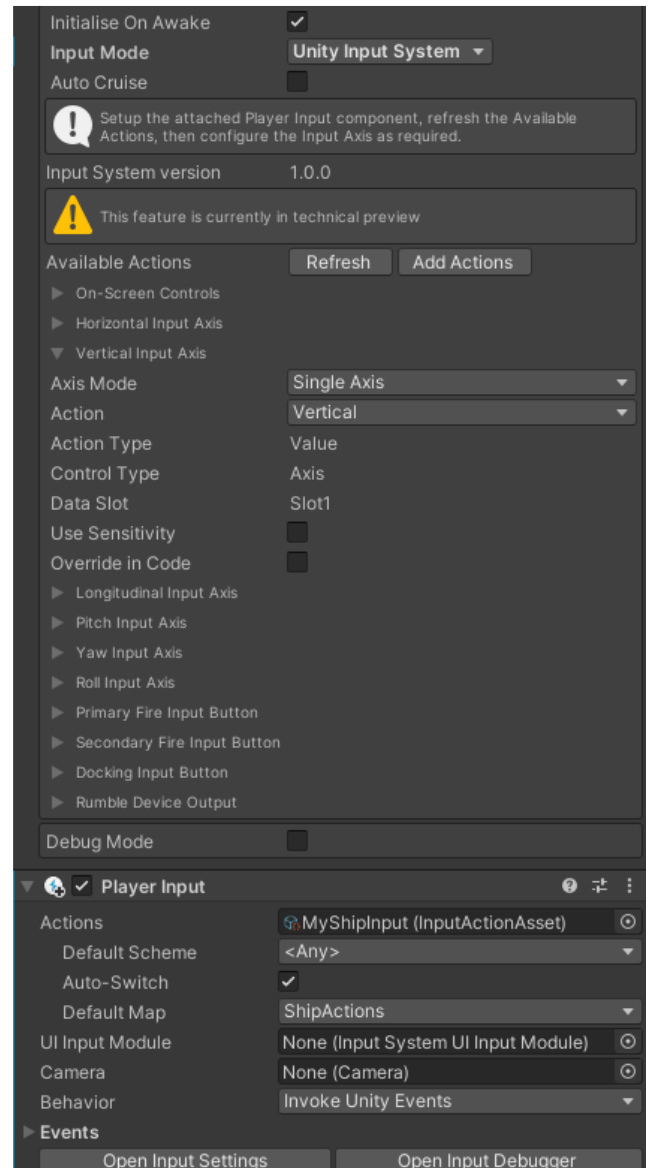 Initialise On Awake
Input Mode Unity Input System
Auto Cruise
Setup the attached Player Input component, refresh the Available
Actions, then configure the Input Axis as required.
Input System version 1.0.0
This feature is currently in technical preview
Available Actions Refresh Add Actions
On-Screen Controls
Horizontal Input Axis
Vertical Input Axis
Axis Mode Single Axis
Action Vertical
Action Type Value
Control Type Axis
Data Slot Slot1
Use Sensitivity
Override in Code
Longitudinal Input Axis
Pitch Input Axis
Yaw Input Axis
Roll Input Axis
Primary Fire Input Button
Secondary Fire Input Button
Docking Input Button
Rumble Device Output
Debug Mode
Player Input
Actions MyShipInput (InputActionAsset)
Default Scheme <Any>
Auto-Switch
Default Map ShipActions
UI Input Module None (Input System UI Input Module)
Camera None (Camera)
Behavior Invoke Unity Events
Events
Open Input Settings Open Input Debugger